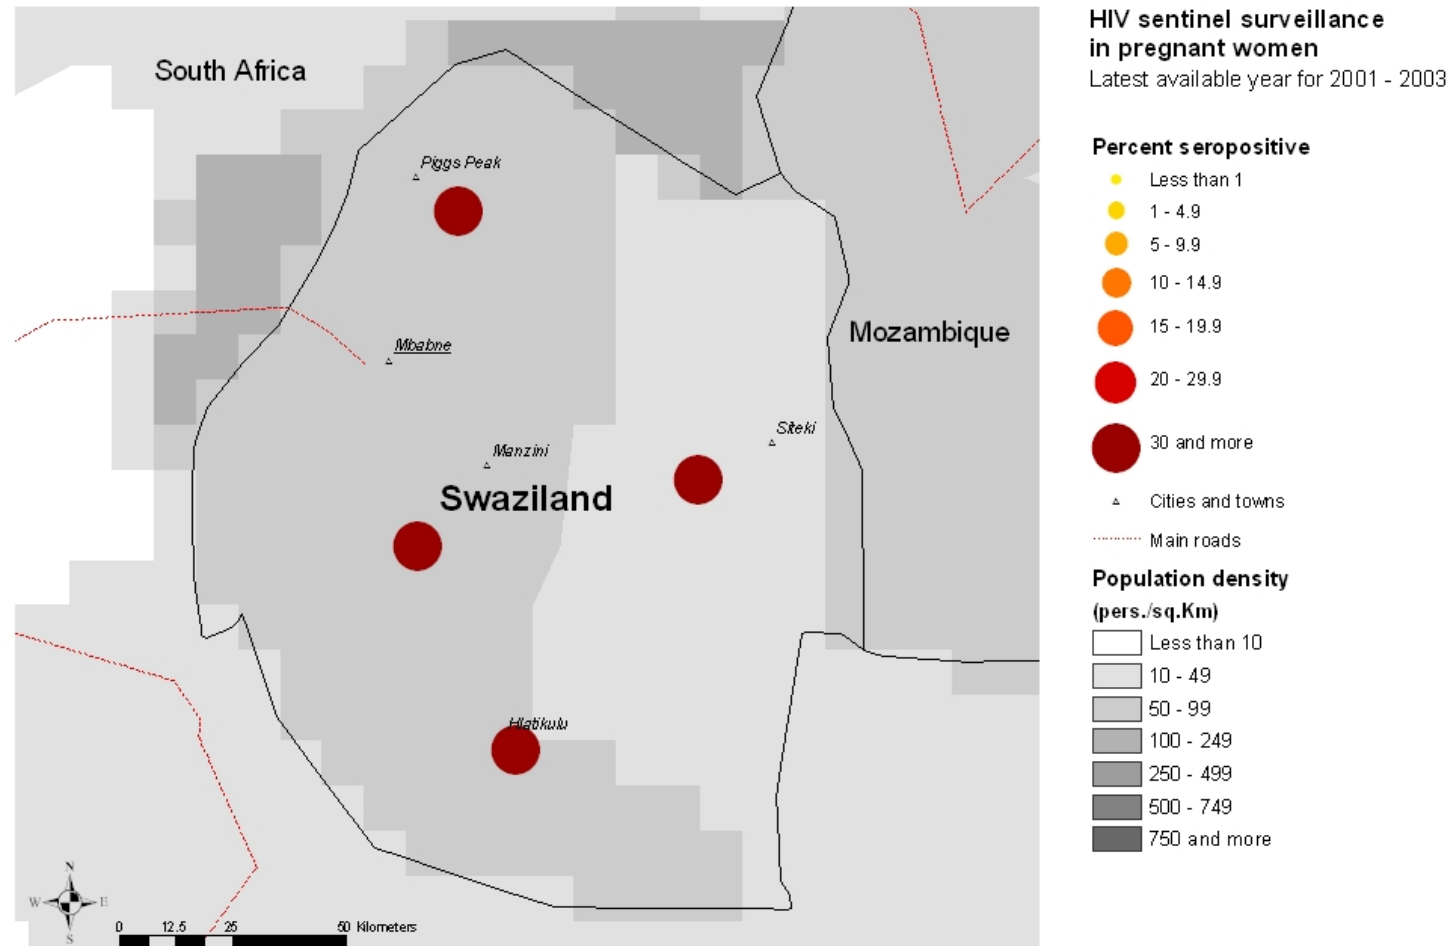 HIV sentinel surveillance
in pregnant women
Latest available year for 2001 - 2003
South Africa
Piggs Peak
Mbabne
Mozambique
Siteki
Manzini
Swaziland
Hlatikulu
Percent seropositive
Less than 1
1 - 4.9
5 - 9.9
10 - 14.9
15 - 19.9
20 - 29.9
30 and more
Cities and towns
Main roads
Population density
(pers./sq.Km)
Less than 10
10 - 49
50 - 99
100 - 249
250 - 499
500 - 749
750 and more
N
W E
S
0 12.5 25 50 Kilometers